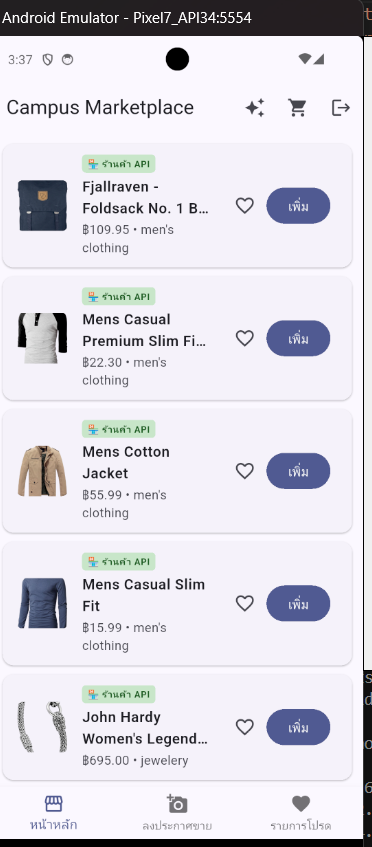 Android Emulator - Pixel7_API34:5554
3:37
Campus Marketplace
ร้านค้า API
Fjallraven -
Foldsack No. 1 B...
฿109.95 • men's
clothing
เพิ่ม
ร้านค้า API
Mens Casual
Premium Slim Fi...
฿22.30 • men's
clothing
เพิ่ม
ร้านค้า API
Mens Cotton
Jacket
฿55.99 • men's
clothing
เพิ่ม
ร้านค้า API
Mens Casual Slim
Fit
฿15.99 • men's
clothing
เพิ่ม
ร้านค้า API
John Hardy
Women's Legend...
฿695.00 • jewelery
เพิ่ม
หน้าหลัก
ลงประกาศขาย
รายการโปรด